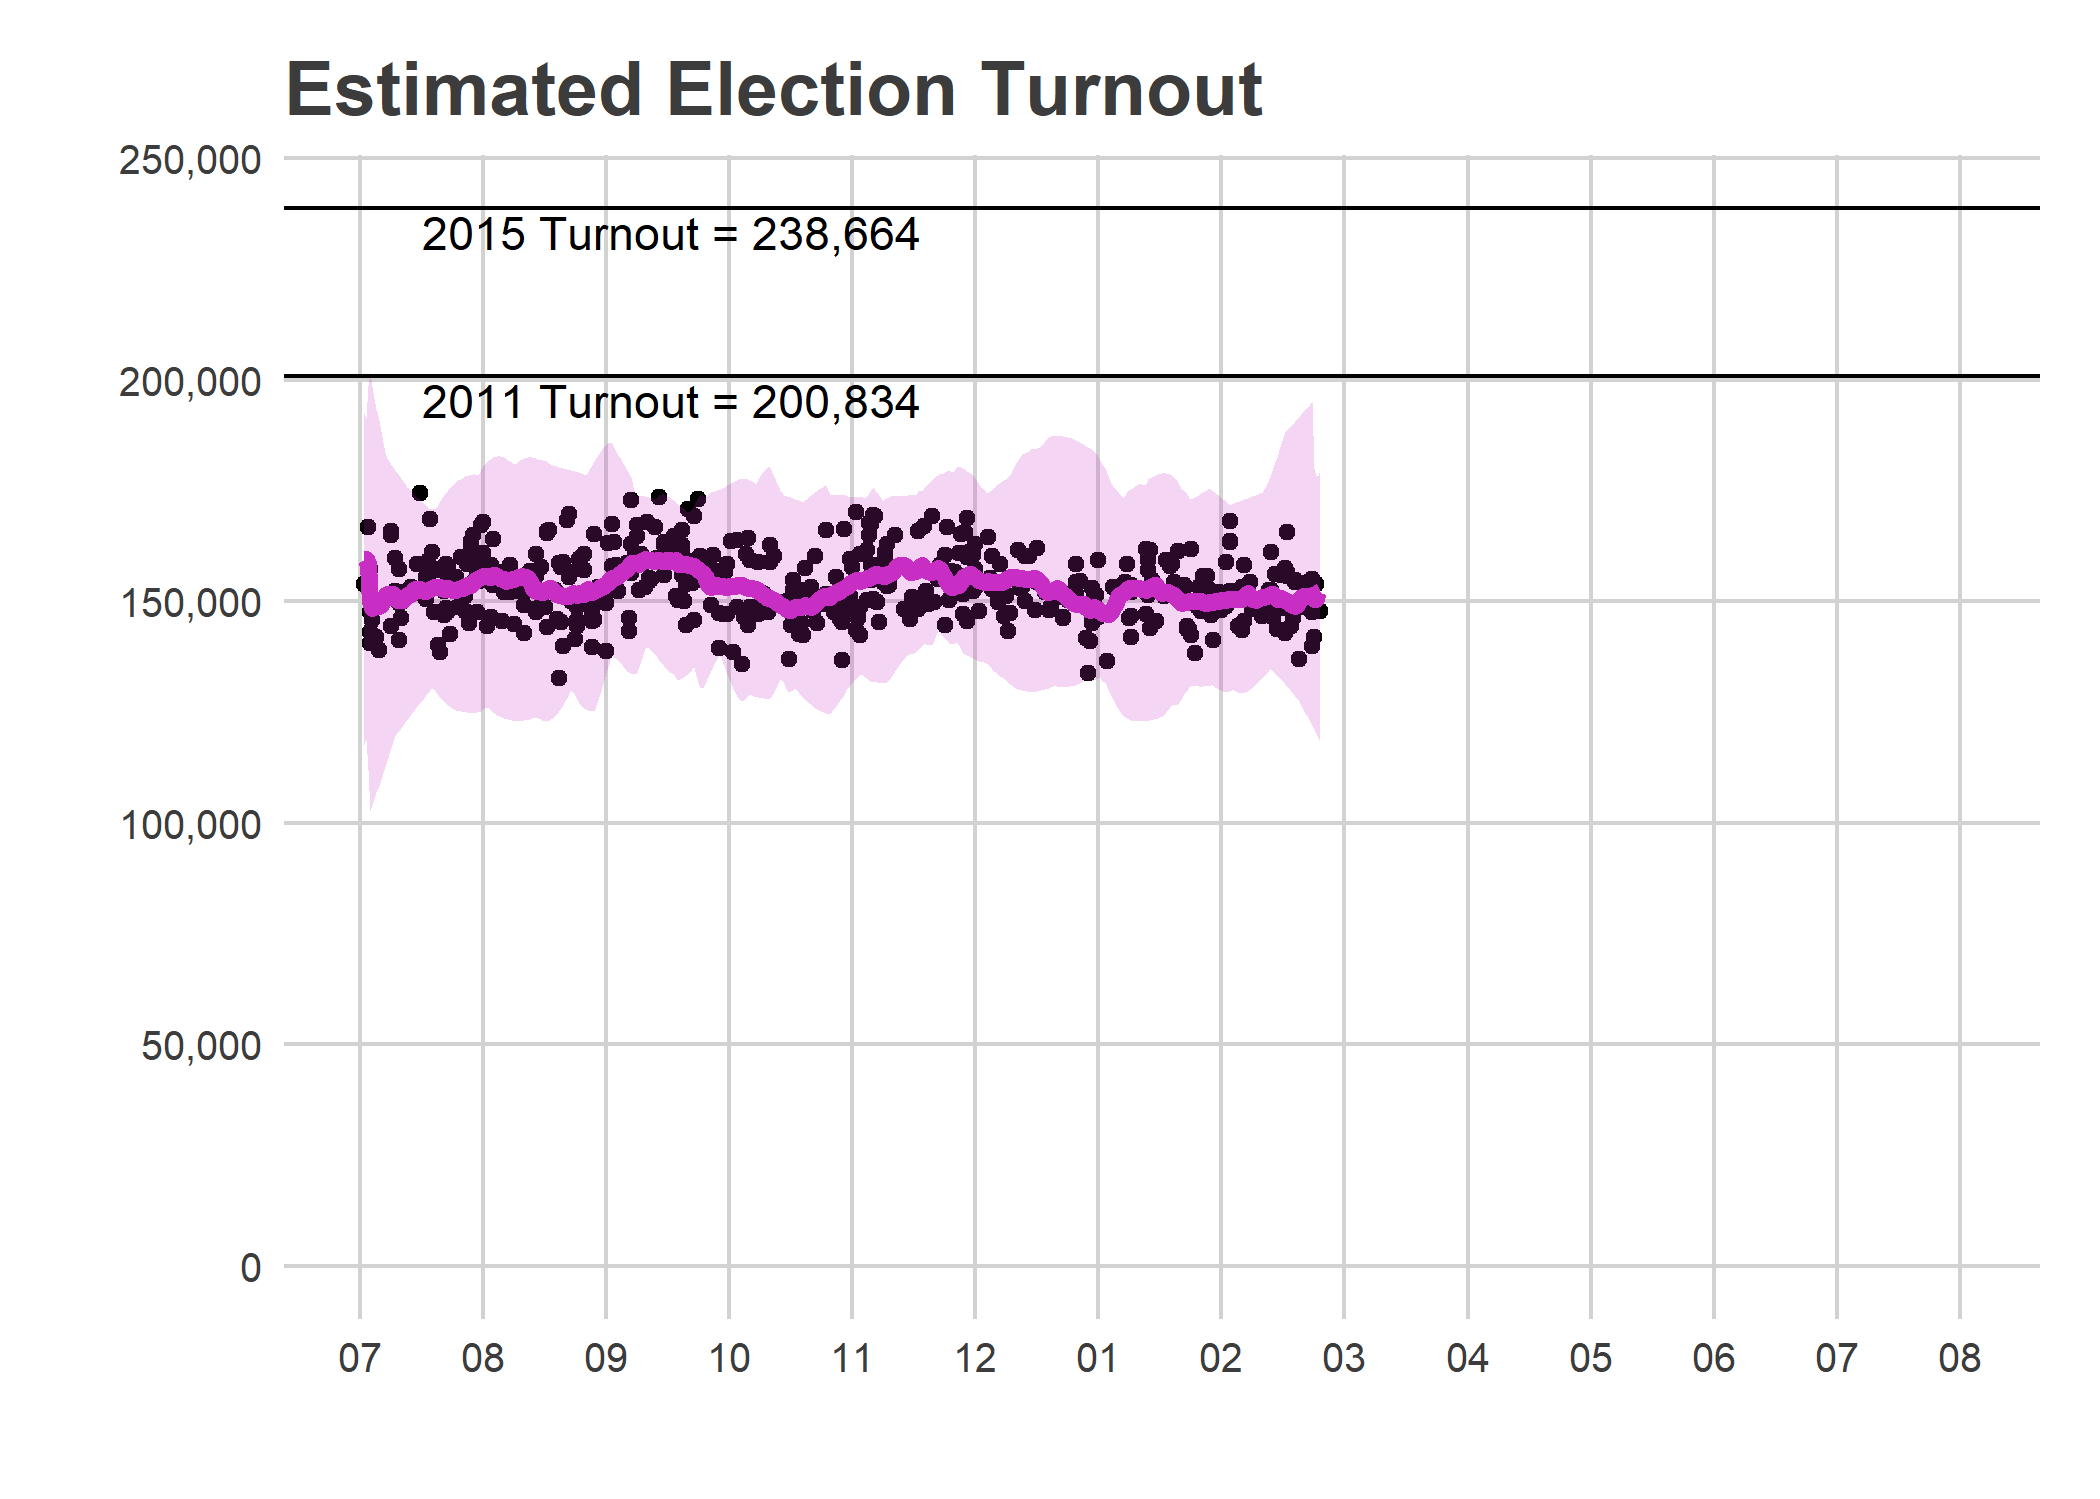 Estimated Election Turnout
250,000
2015 Turnout = 238,664
200,000
2011 Turnout = 200,834
150,000
100,000
50,000
0
07 08 09 10 11 12 01 02 03 04 05 06 07 08